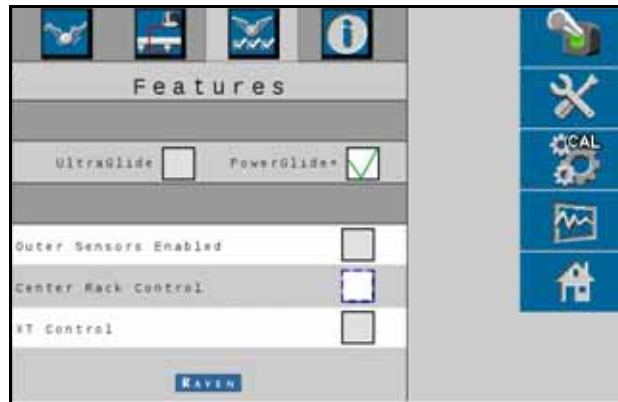 Features
UltraGlide PowerGlide+
CAL
Outer Sensors Enabled
Center Rack Control
XT Control
RAVEN